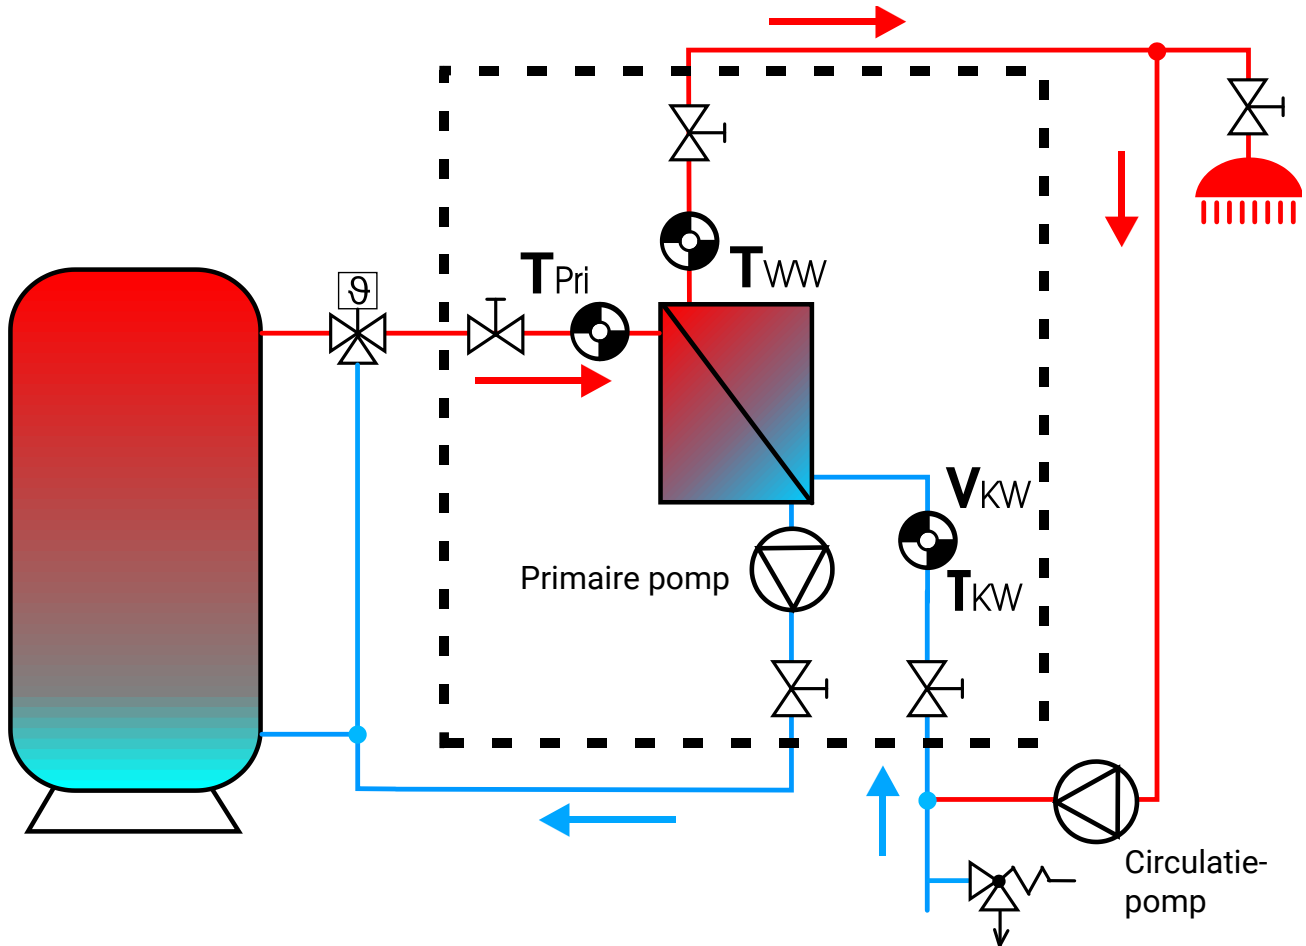 TWW
TPri
ϑ
VKW
Primaire pomp
TKW
Circulatie-
pomp